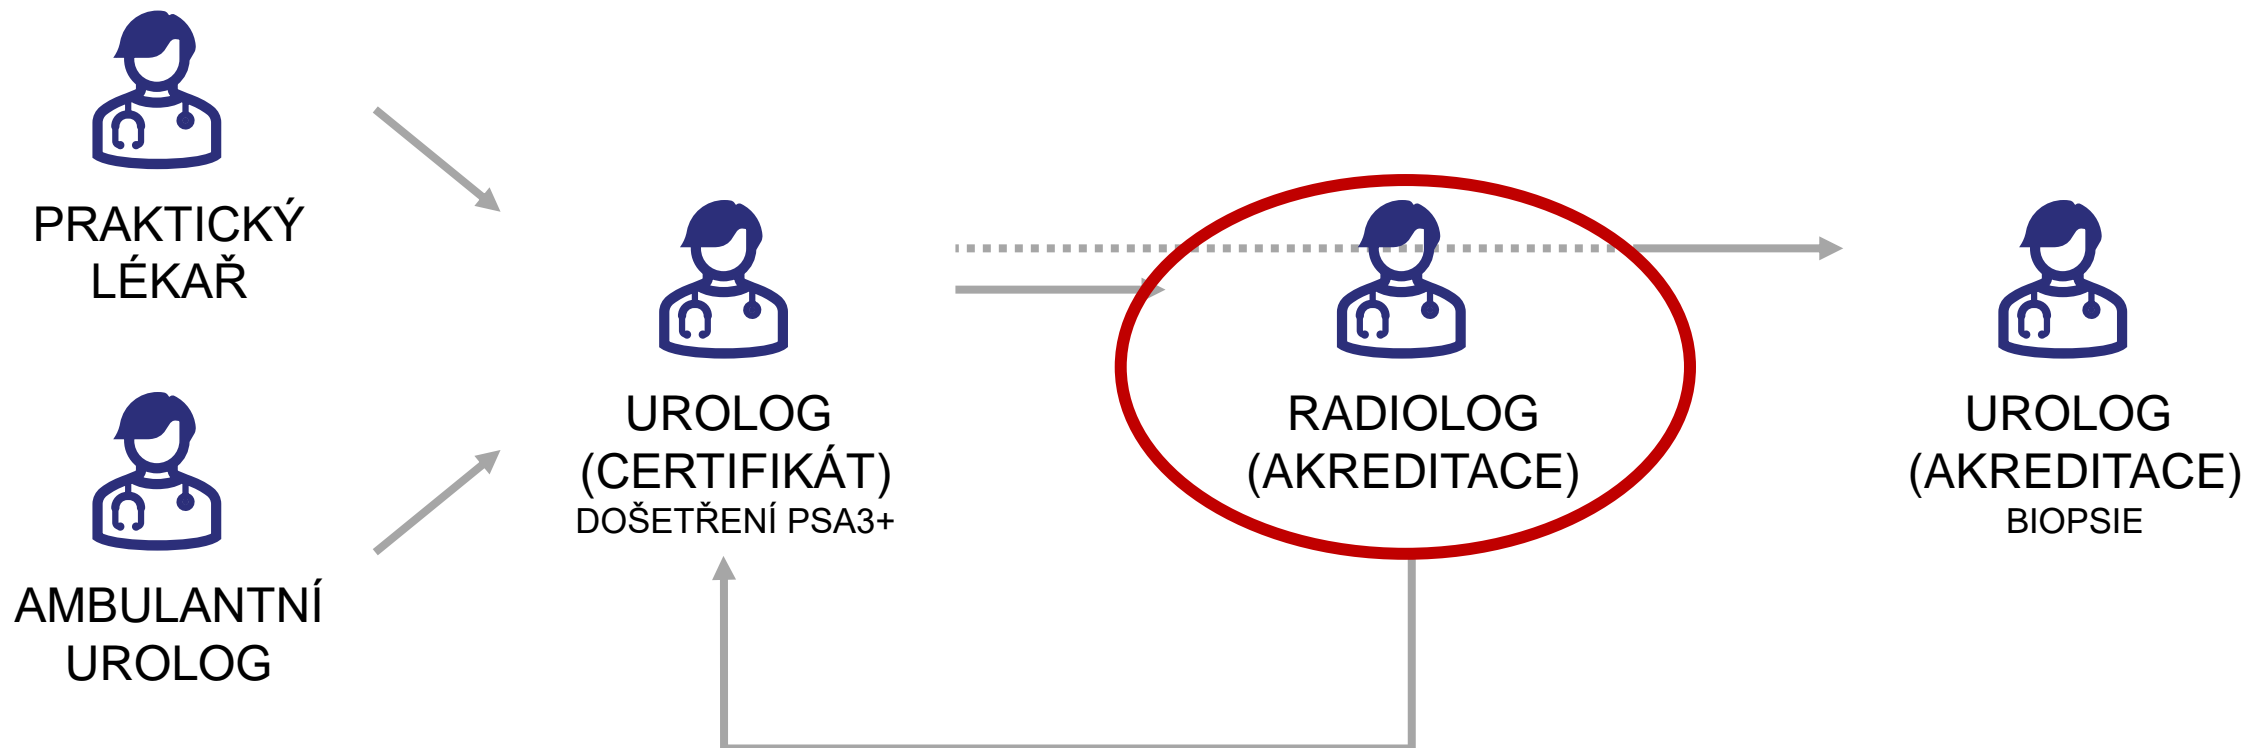 PRAKTICKÝ
LÉKAŘ
AMBULANTNÍ
UROLOG
UROLOG
(CERTIFIKÁT)
DOŠETŘENÍ PSA3+
RADIOLOG
(AKREDITACE)
UROLOG
(AKREDITACE)
BIOPSIE